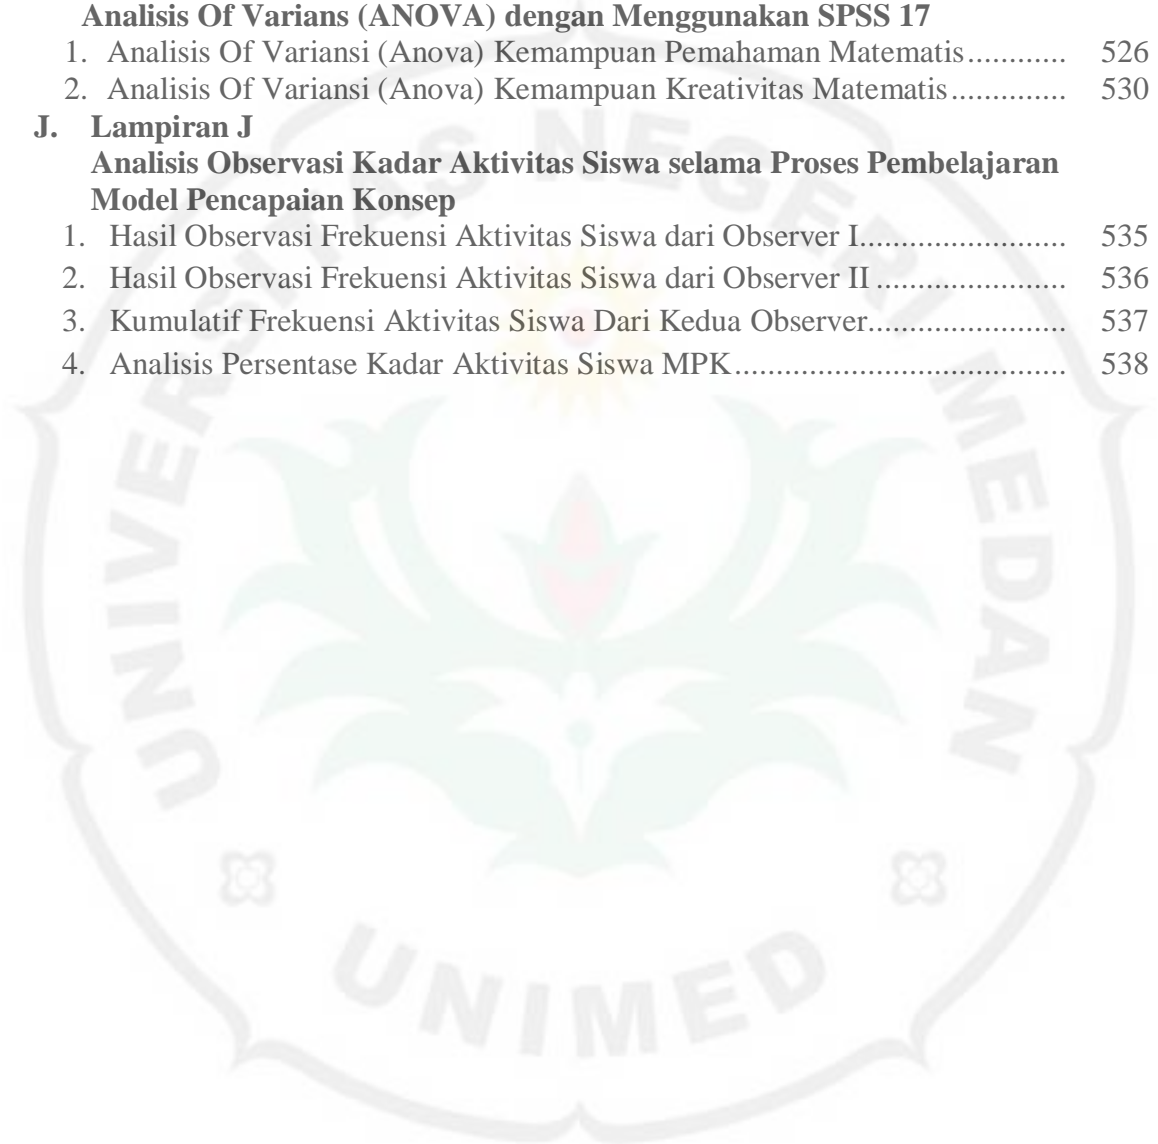 Analisis Of Varians (ANOVA) dengan Menggunakan SPSS 17
1. Analisis Of Variansi (Anova) Kemampuan Pemahaman Matematis............ 526
2. Analisis Of Variansi (Anova) Kemampuan Kreativitas Matematis.............. 530
J. Lampiran J
Analisis Observasi Kadar Aktivitas Siswa selama Proses Pembelajaran
Model Pencapaian Konsep
1. Hasil Observasi Frekuensi Aktivitas Siswa dari Observer I....................... 535
2. Hasil Observasi Frekuensi Aktivitas Siswa dari Observer II...................... 536
3. Kumulatif Frekuensi Aktivitas Siswa Dari Kedua Observer...................... 537
4. Analisis Persentase Kadar Aktivitas Siswa MPK..................................... 538
UNIVERSITAS NEGERI MEDAN
UNIMED